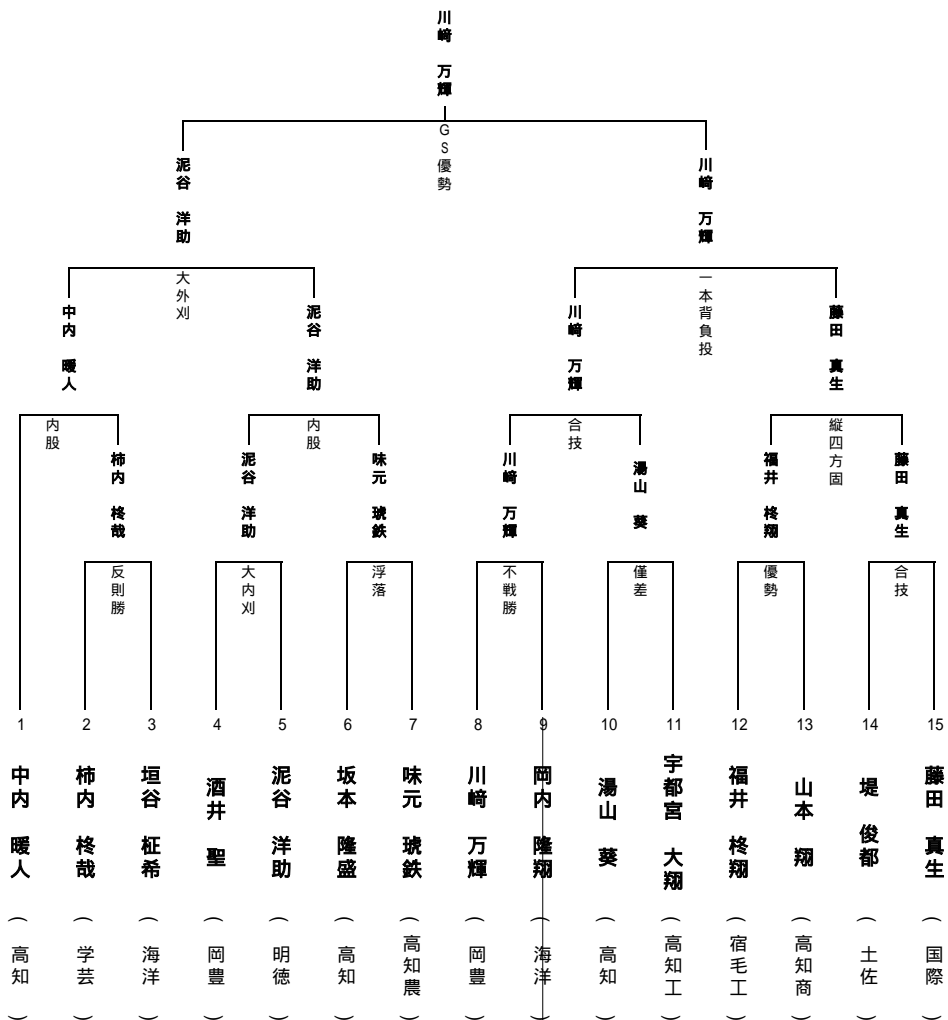 川﨑 万輝
GS優勢
泥谷 洋助
川﨑 万輝
大外刈
一本背負投
中内 暖人
泥谷 洋助
川﨑 万輝
藤田 真生
内股
内股
合技
縦四方固
柿内 柊哉
泥谷 洋助
味元 琥鉄
川﨑 万輝
湯山 葵
福井 柊翔
藤田 真生
反則勝
大内刈
浮落
不戦勝
僅差
優勢
合技
1 2 3 4 5 6 7 8 9 10 11 12 13 14 15
中内 暖人
柿内 柊哉
垣谷 柾希
酒井 聖
泥谷 洋助
坂本 隆盛
味元 琥鉄
川﨑 万輝
岡内 隆翔
湯山 葵
宇都宮 大翔
福井 柊翔
山本 翔
堤 俊都
藤田 真生
(高知)
(学芸)
(海洋)
(岡豊)
(明徳)
(高知)
(高知農)
(岡豊)
(海洋)
(高知)
(高知工)
(宿毛工)
(高知商)
(土佐)
(国際)